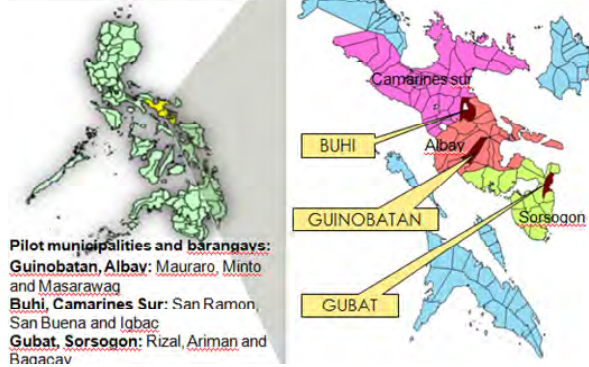 Pilot municipalities and barangays:
Guinobatan, Albay: Mauraro, Minto
and Masarawag
Buhi, Camarines Sur: San Ramon,
San Buena and Igbac
Gubat, Sorsogon: Rizal, Ariman and
Bagacay
Camarines sur
BUHI
Albay
GUINOBATAN
Sorsogon
GUBAT